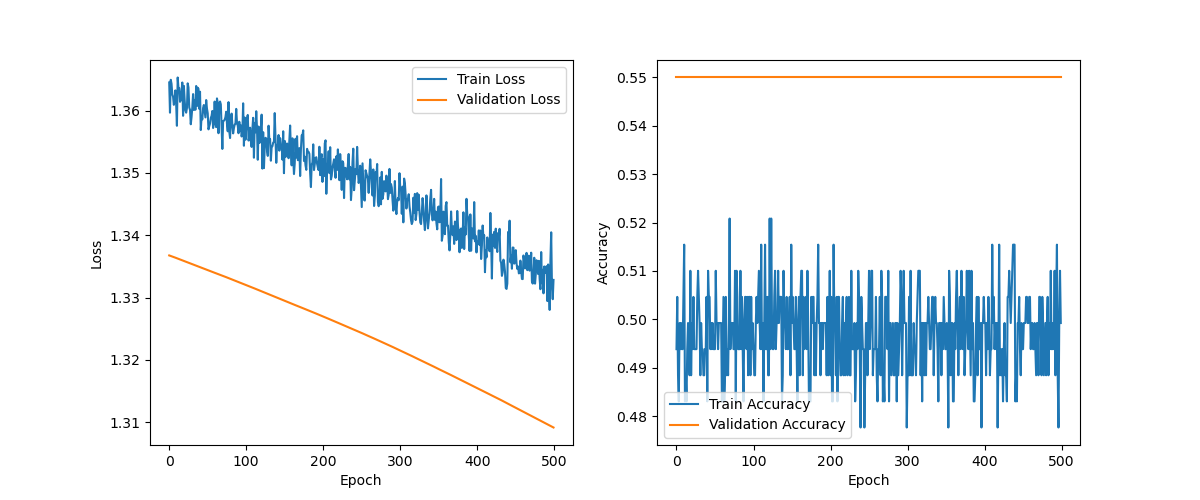 Train Loss
Validation Loss
1.36
1.35
1.34
1.33
1.32
1.31
Loss
0 100 200 300 400 500
Epoch
0.55
0.54
0.53
0.52
0.51
0.50
0.49
0.48
Accuracy
Train Accuracy
Validation Accuracy
0 100 200 300 400 500
Epoch